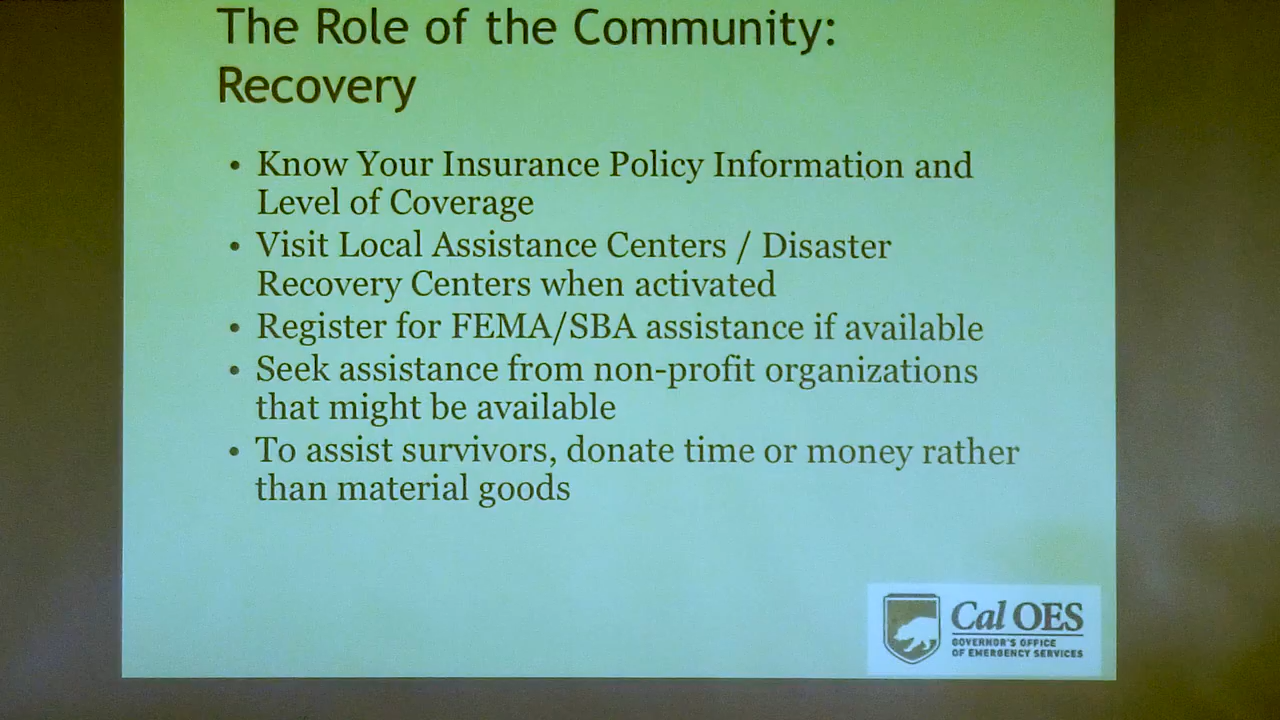 The Role of the Community:
Recovery
• Know Your Insurance Policy Information and
Level of Coverage
• Visit Local Assistance Centers / Disaster
Recovery Centers when activated
• Register for FEMA/SBA assistance if available
• Seek assistance from non-profit organizations
that might be available
• To assist survivors, donate time or money rather
than material goods
Cal OES
GOVERNOR'S OFFICE
OF EMERGENCY SERVICES